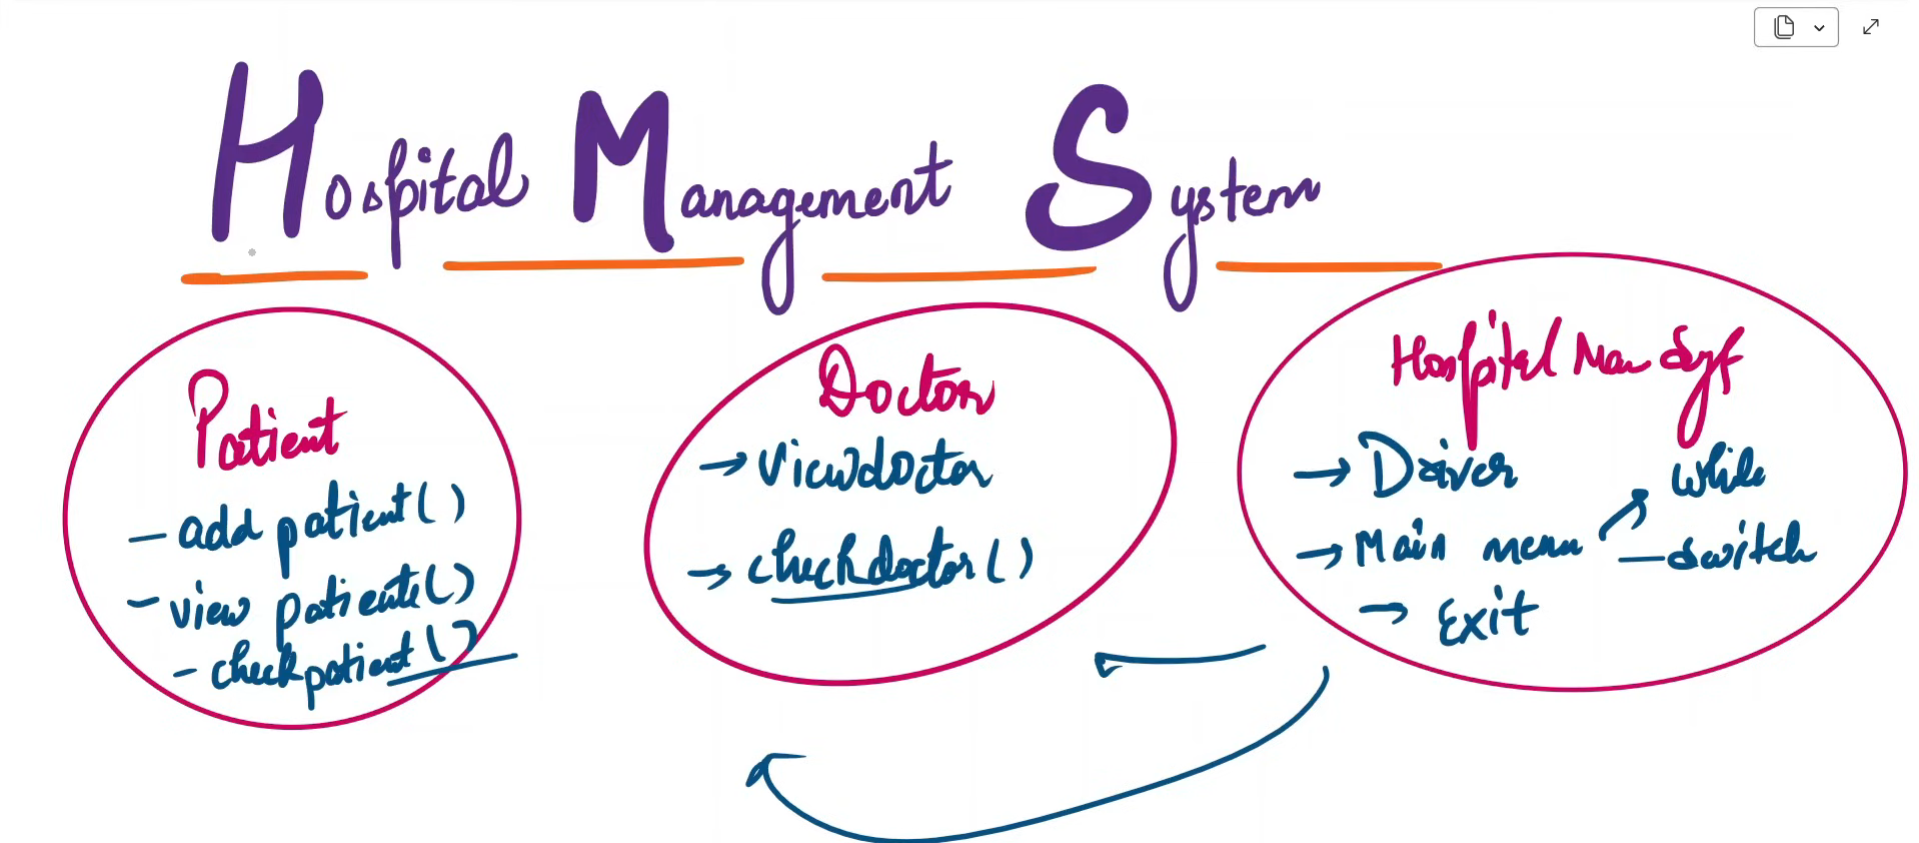 Hospital Management System
Patient
- add patient()
- view patients()
- checkpatient()
Doctor
→ Viewdoctor
→ checkdoctor()
Hospital Man Syst
→ Driver
while
→ Main menu
- switch
→ Exit